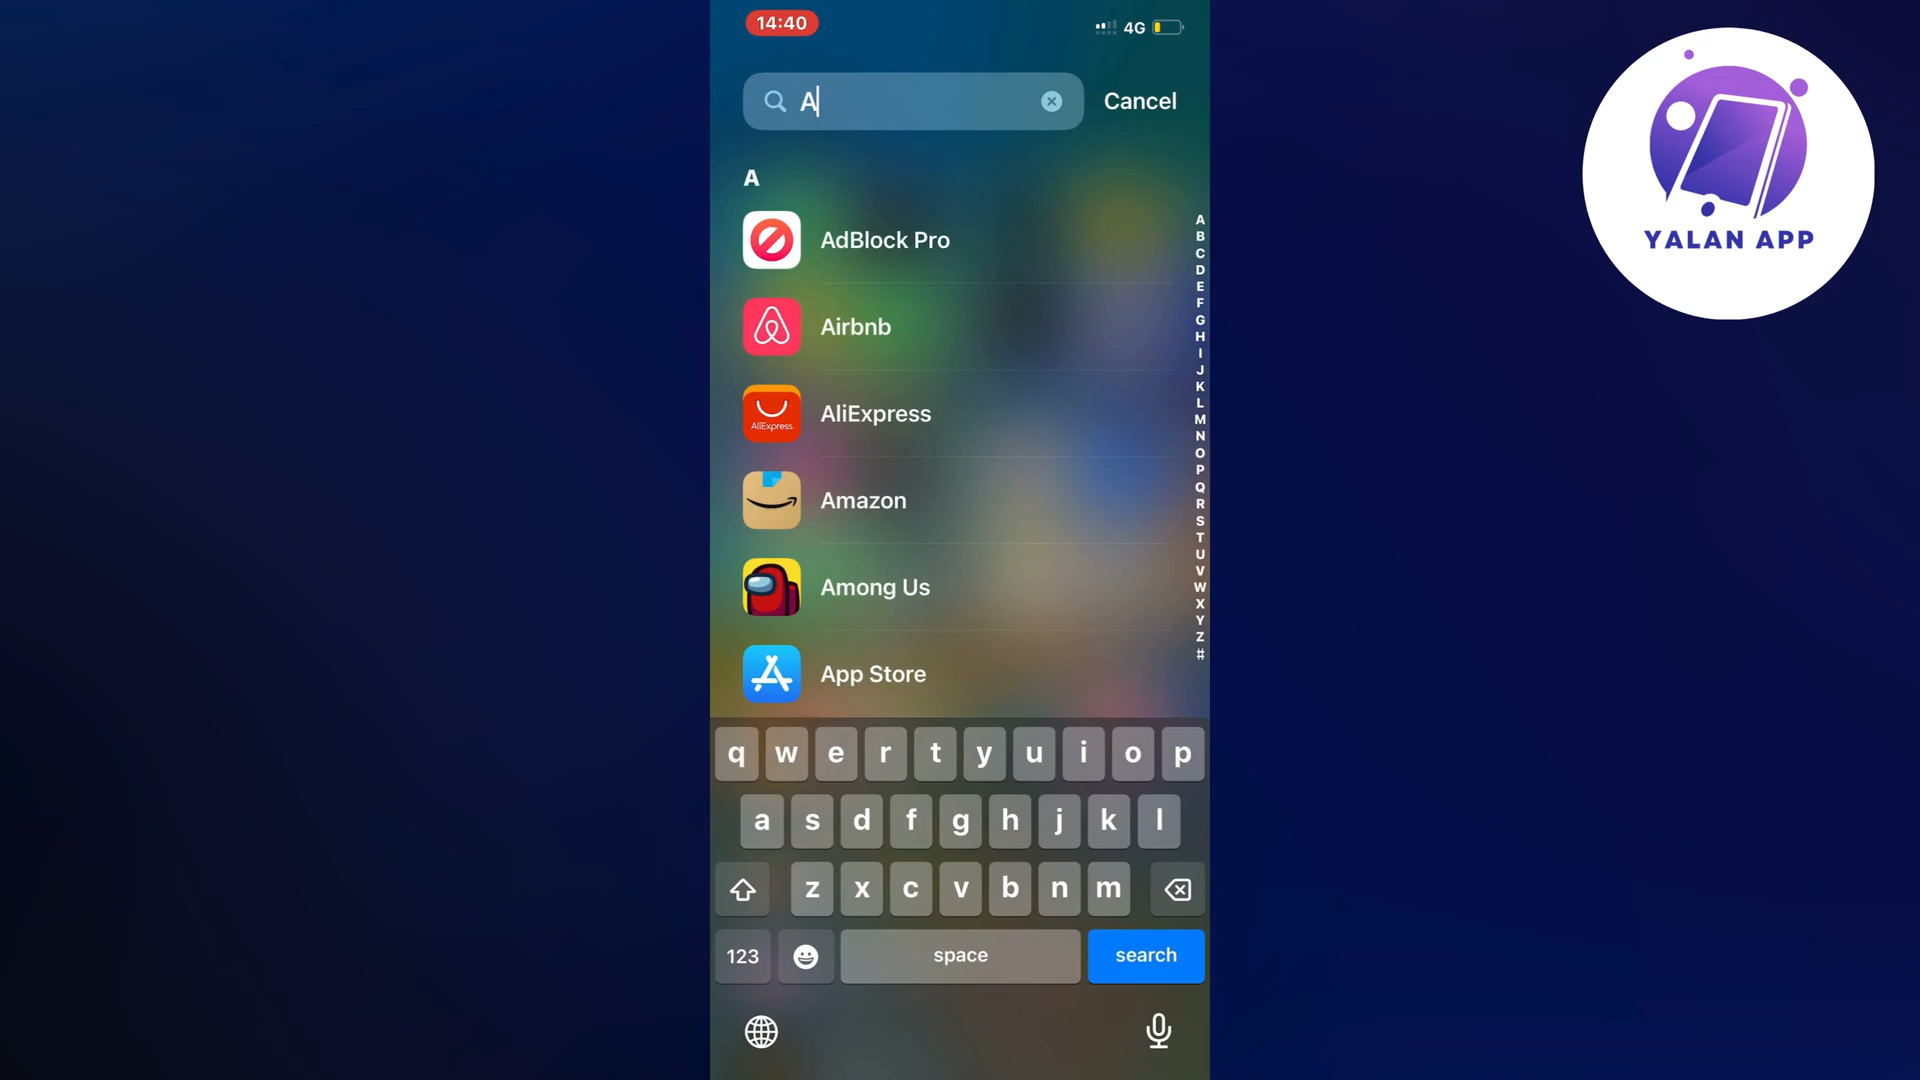 14:40
4G
A
Cancel
YALAN APP
A
AdBlock Pro
Airbnb
AliExpress
AliExpress
Amazon
Among Us
App Store
A
B
C
D
E
F
G
H
I
J
K
L
M
N
O
P
Q
R
S
T
U
V
W
X
Y
Z
#
q w e r t y u i o p
a s d f g h j k l
z x c v b n m
123 space search